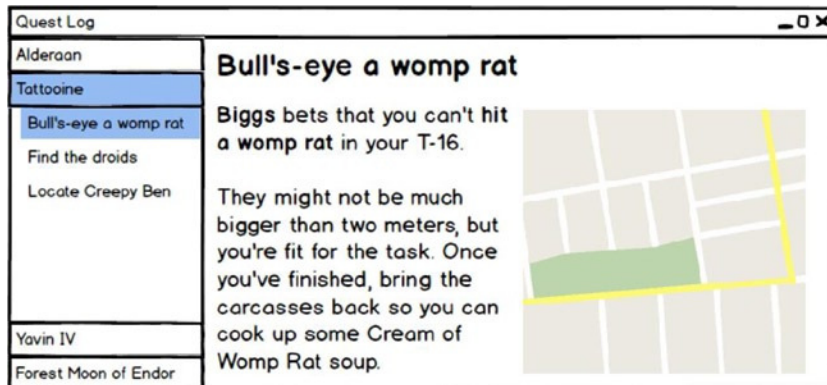 Quest Log
Alderaan
Tattooine
Bull's-eye a womp rat
Find the droids
Locate Creepy Ben
Yavin IV
Forest Moon of Endor
Bull's-eye a womp rat
Biggs bets that you can't hit
a womp rat in your T-16.
They might not be much
bigger than two meters, but
you're fit for the task. Once
you've finished, bring the
carcasses back so you can
cook up some Cream of
Womp Rat soup.